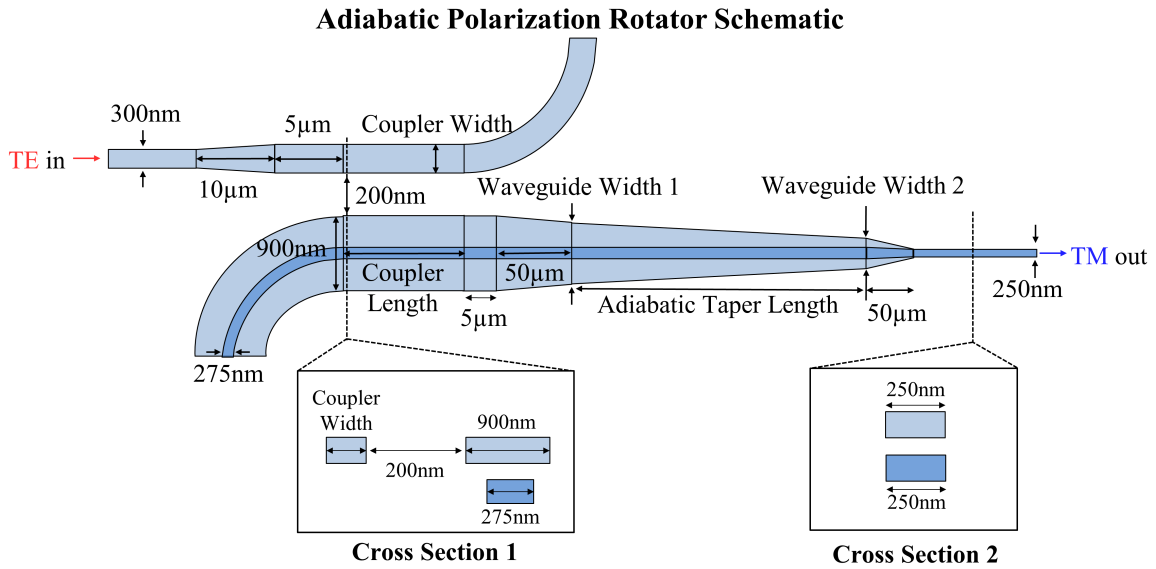 Adiabatic Polarization Rotator Schematic
300nm
5µm
Coupler Width
TE in
10µm
200nm
Waveguide Width 1
Waveguide Width 2
900nm
Coupler
Length
50µm
5µm
Adiabatic Taper Length
50µm
TM out
250nm
275nm
Coupler
Width
900nm
200nm
275nm
Cross Section 1
250nm
250nm
Cross Section 2